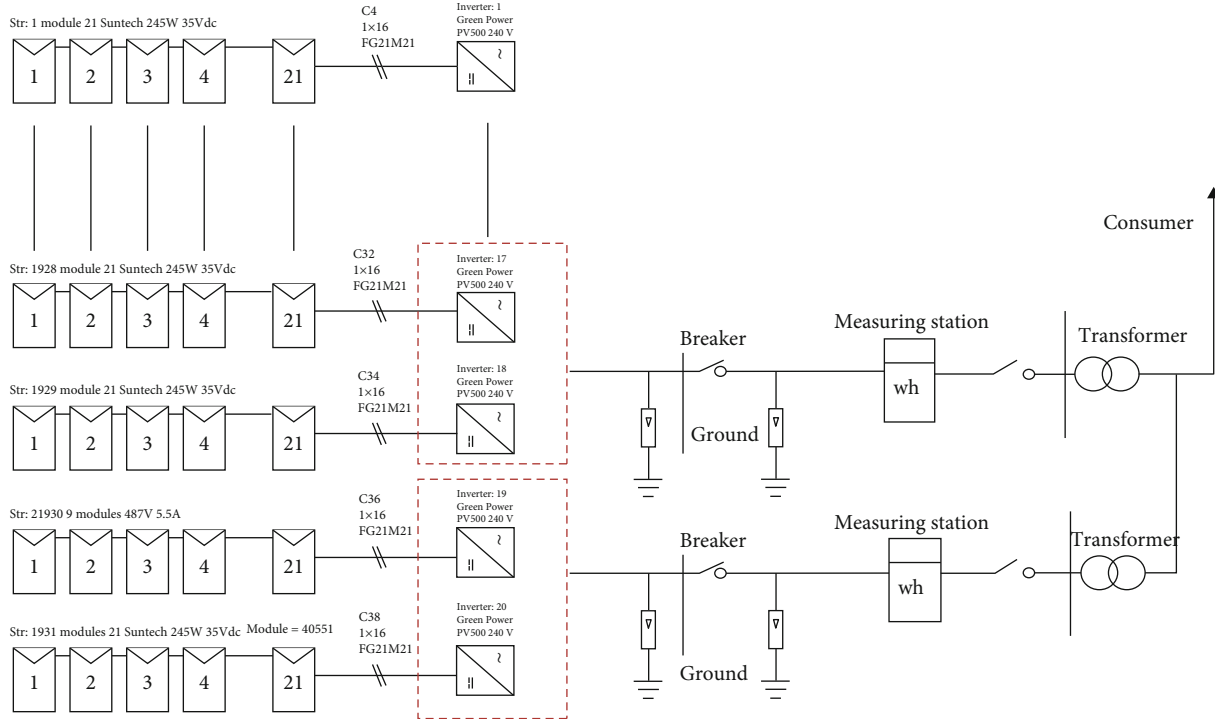 Str: 1 module 21 Suntech 245W 35Vdc
1
2
3
4
21
C4
1×16
FG21M21
Inverter: 1
Green Power
PV500 240 V
Str: 1928 module 21 Suntech 245W 35Vdc
1
2
3
4
21
C32
1×16
FG21M21
Inverter: 17
Green Power
PV500 240 V
Str: 1929 module 21 Suntech 245W 35Vdc
1
2
3
4
21
C34
1×16
FG21M21
Inverter: 18
Green Power
PV500 240 V
Breaker
Ground
Measuring station
wh
Transformer
Consumer
Str: 21930 9 modules 487V 5.5A
1
2
3
4
21
C36
1×16
FG21M21
Inverter: 19
Green Power
PV500 240 V
Str: 1931 modules 21 Suntech 245W 35Vdc Module = 40551
1
2
3
4
21
C38
1×16
FG21M21
Inverter: 20
Green Power
PV500 240 V
Breaker
Ground
Measuring station
wh
Transformer